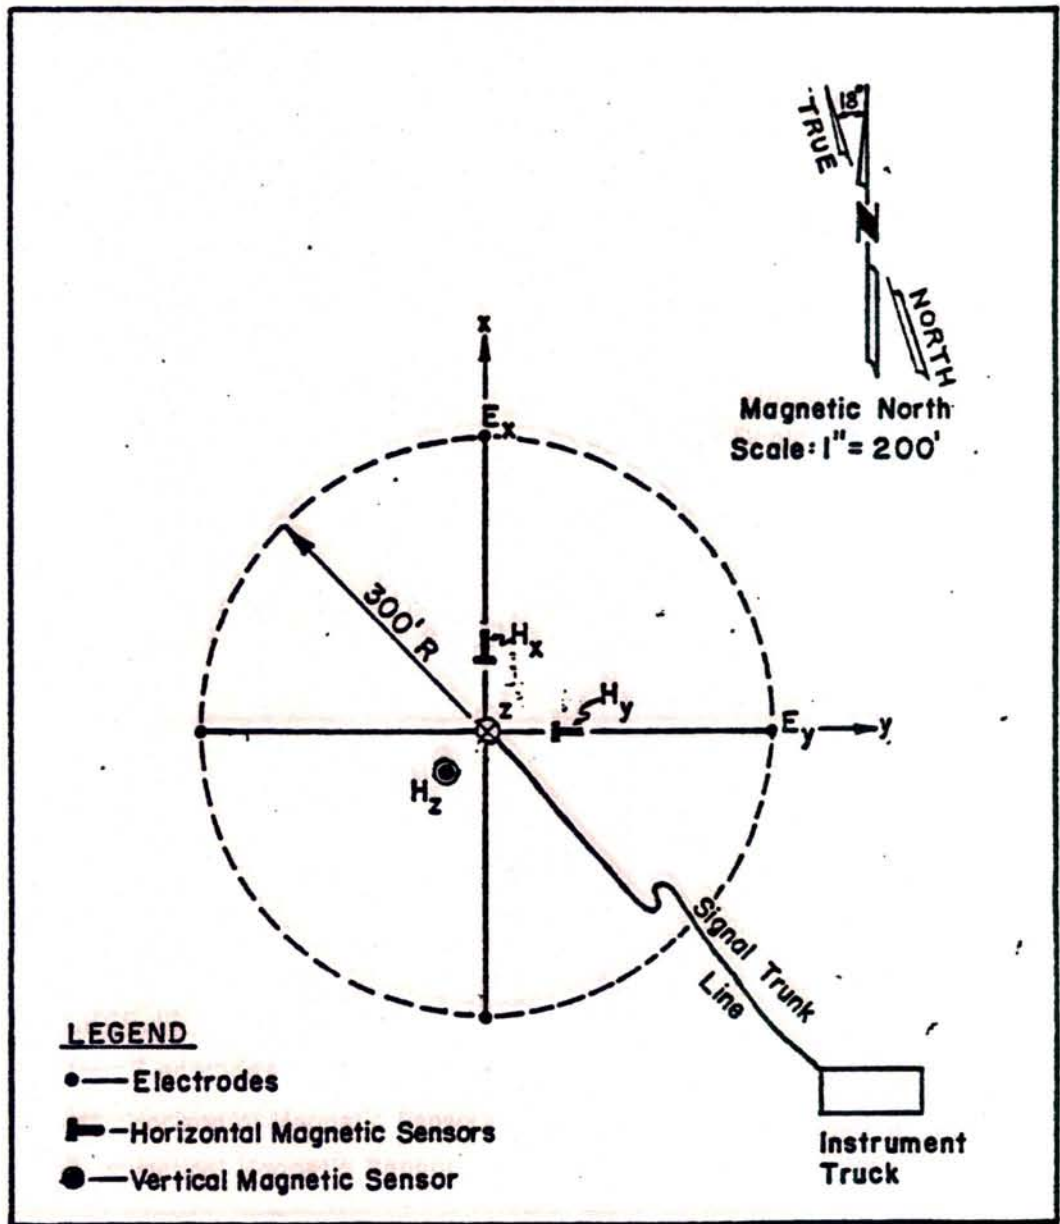 TRUE
18°
N
NORTH
Magnetic North
Scale: 1" = 200'
x
Ex
300' R
Hx
z
Hy
Ey
y
Hz
Signal Trunk
Line
LEGEND
Electrodes
Horizontal Magnetic Sensors
Vertical Magnetic Sensor
Instrument
Truck